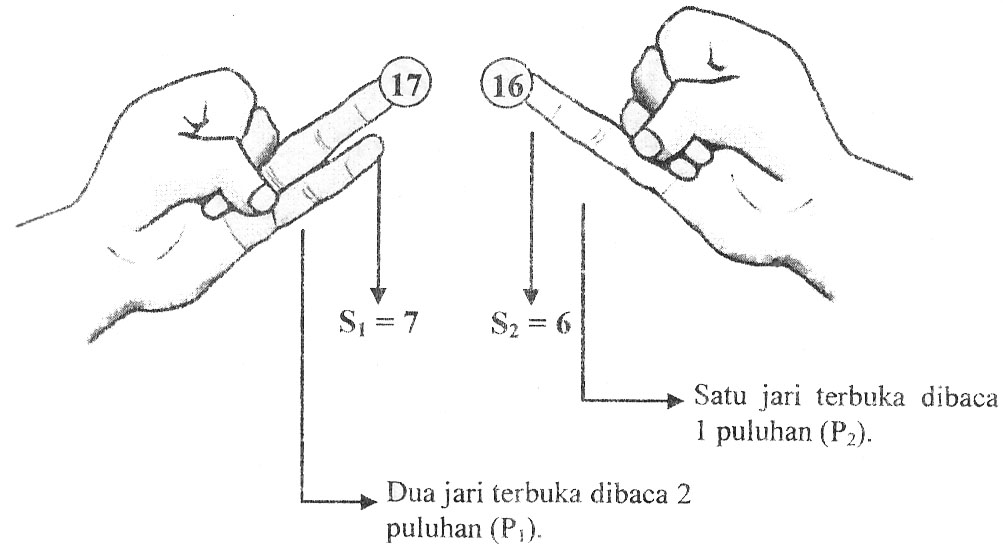 17
16
S₁ = 7
S₂ = 6
Satu jari terbuka dibaca
1 puluhan (P₂).
Dua jari terbuka dibaca 2
puluhan (P₁).